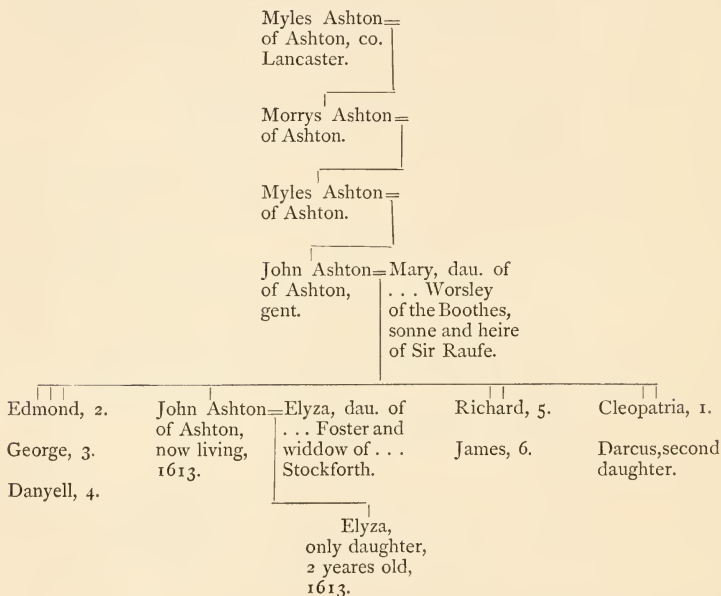 Myles Ashton=
of Ashton, co.
Lancaster.
Morrys Ashton=
of Ashton.
Myles Ashton=
of Ashton.
John Ashton=Mary, dau. of
of Ashton,
gent.
. . . Worsley
of the Boothes,
sonne and heire
of Sir Raufe.
Edmond, 2.
George, 3.
Danyell, 4.
John Ashton=Elyza, dau. of
of Ashton,
now living,
1613.
. . . Foster and
widdow of . . .
Stockforth.
Richard, 5.
James, 6.
Cleopatria, 1.
Darcus, second
daughter.
Elyza,
only daughter,
2 yeares old,
1613.